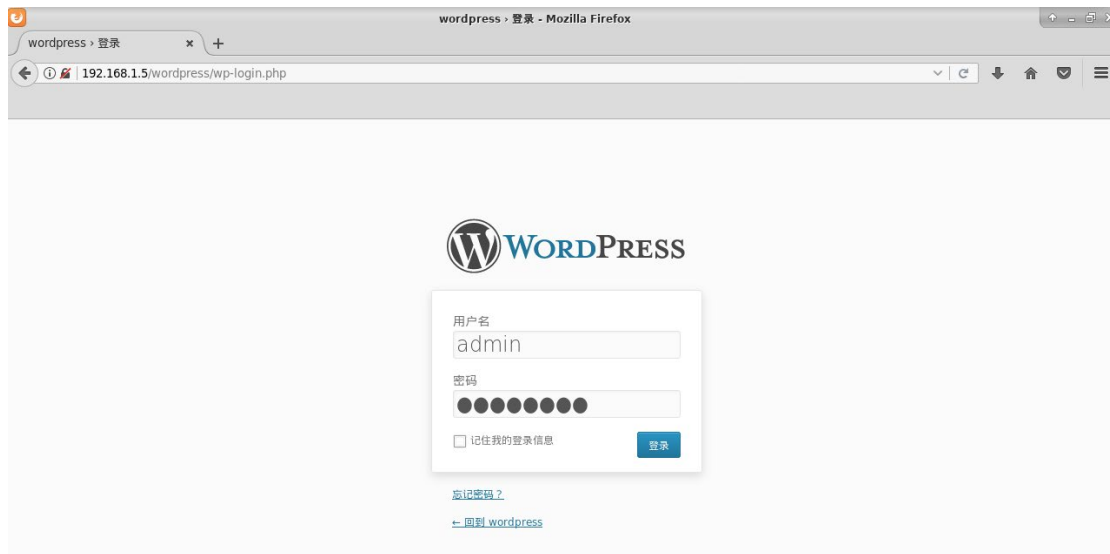 wordpress › 登录 - Mozilla Firefox
wordpress › 登录
192.168.1.5/wordpress/wp-login.php
WORDPRESS
用户名
admin
密码
●●●●●●●●
记住我的登录信息
登录
忘记密码？
← 回到 wordpress